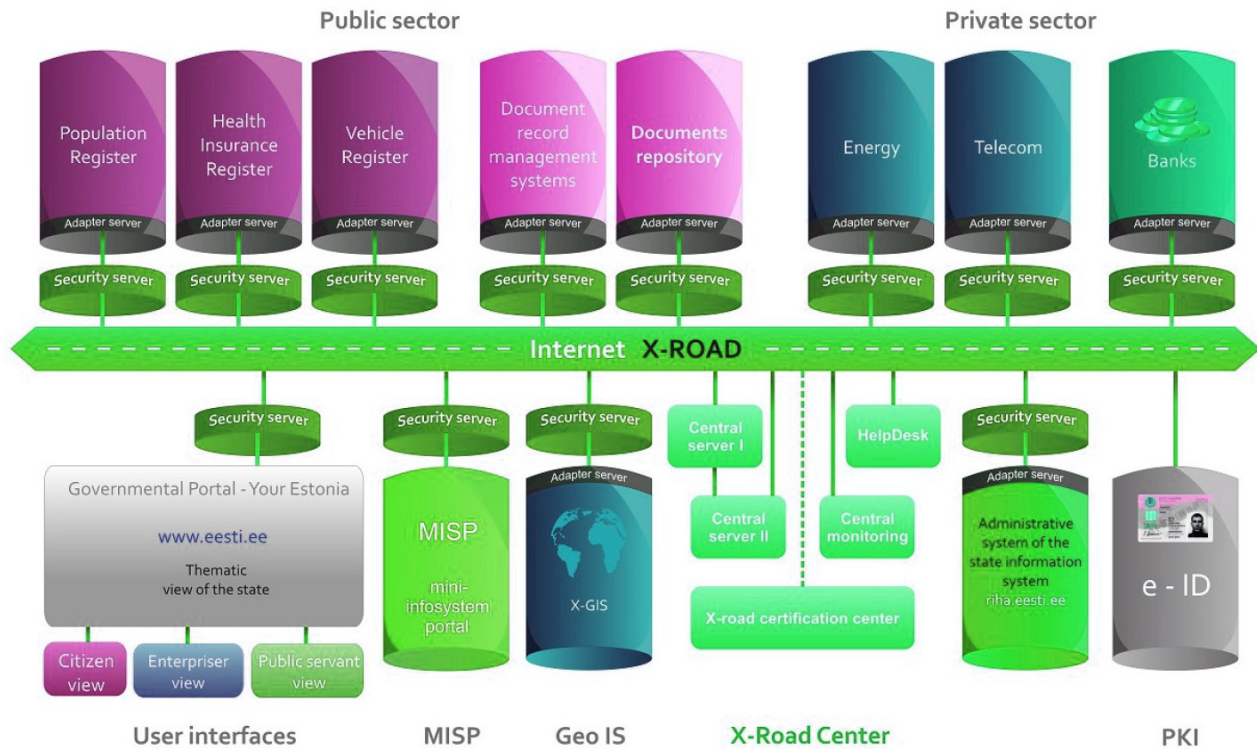 Public sector
Private sector
Population
Register
Adapter server
Security server
Health
Insurance
Register
Adapter server
Security server
Vehicle
Register
Adapter server
Security server
Document
record
management
systems
Adapter server
Security server
Documents
repository
Adapter server
Security server
Energy
Adapter server
Security server
Telecom
Adapter server
Security server
Banks
Adapter server
Security server
Internet X-ROAD
Security server
Governmental Portal - Your Estonia
www.eesti.ee
Thematic
view of the state
Citizen
view
Enterpriser
view
Public servant
view
Security server
MISP
mini-
infosystem
portal
Security server
Adapter server
X-GIS
Central
server I
Central
server II
HelpDesk
Central
monitoring
X-road certification center
Security server
Adapter server
Administrative
system of the
state information
system
riha.eesti.ee
e - ID
User interfaces
MISP
Geo IS
X-Road Center
PKI